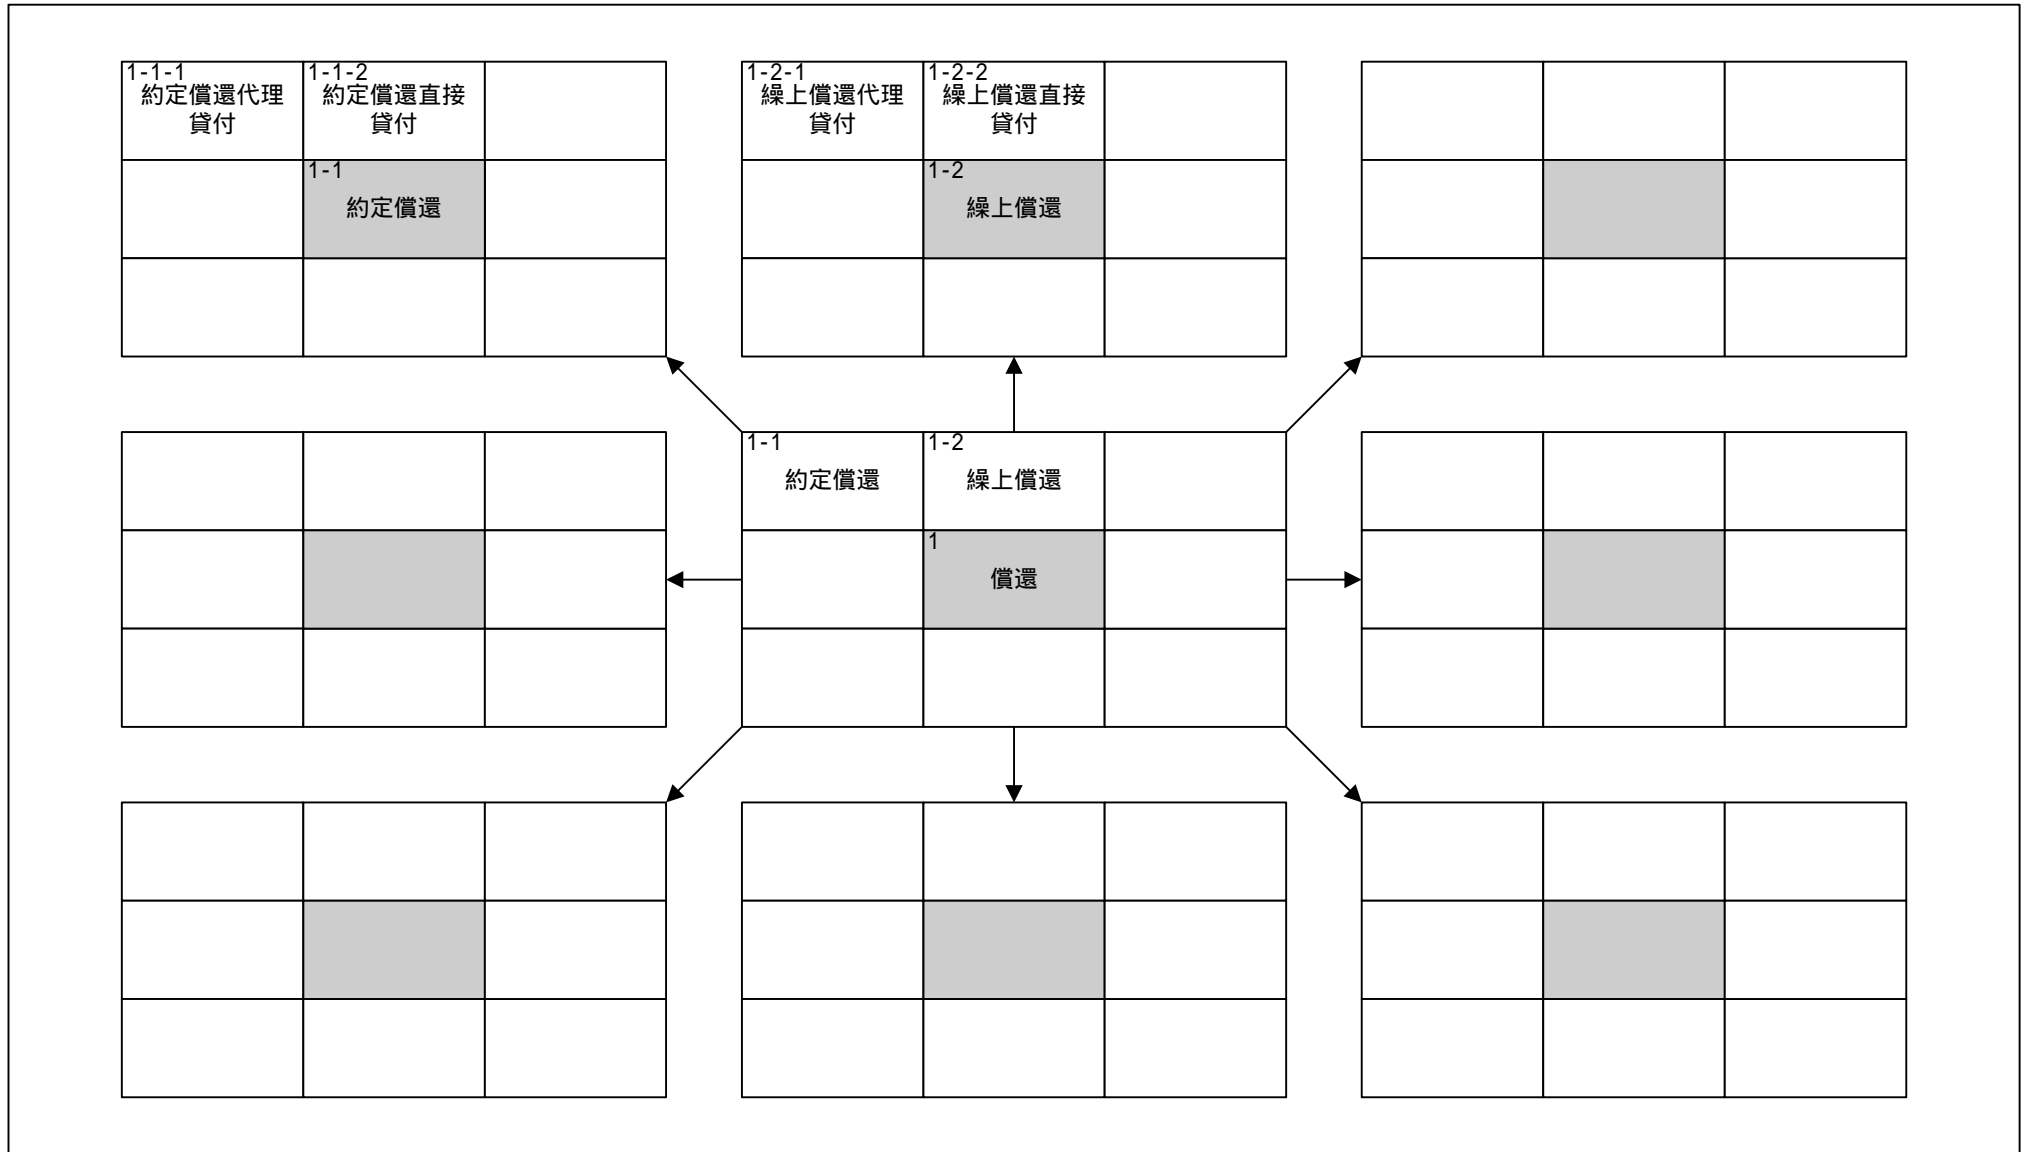 1-1-1
約定償還代理
貸付
1-1-2
約定償還直接
貸付
1-1
約定償還
1-2-1
繰上償還代理
貸付
1-2-2
繰上償還直接
貸付
1-2
繰上償還
1-1
約定償還
1-2
繰上償還
1
償還